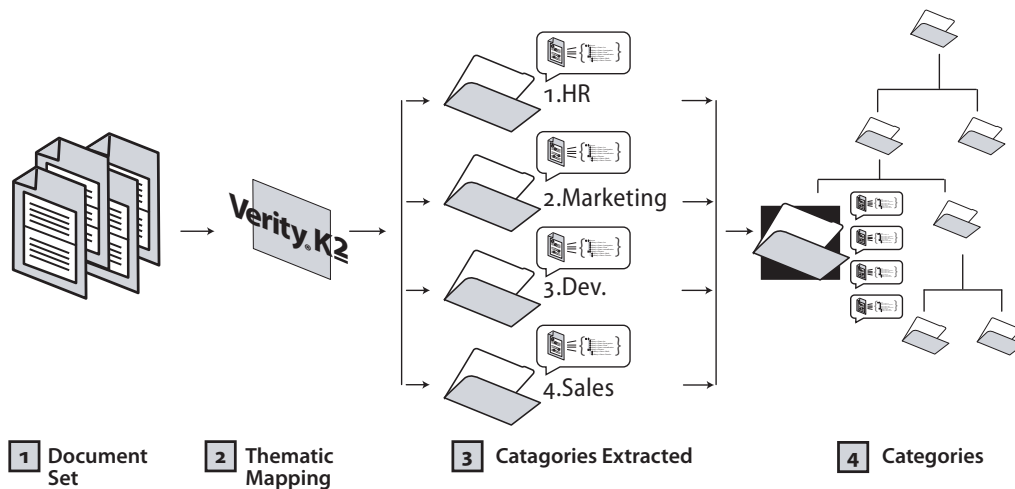 1.HR
2.Marketing
3.Dev.
4.Sales
Verity® K2
1 Document
Set
2 Thematic
Mapping
3 Catagories Extracted
4 Categories